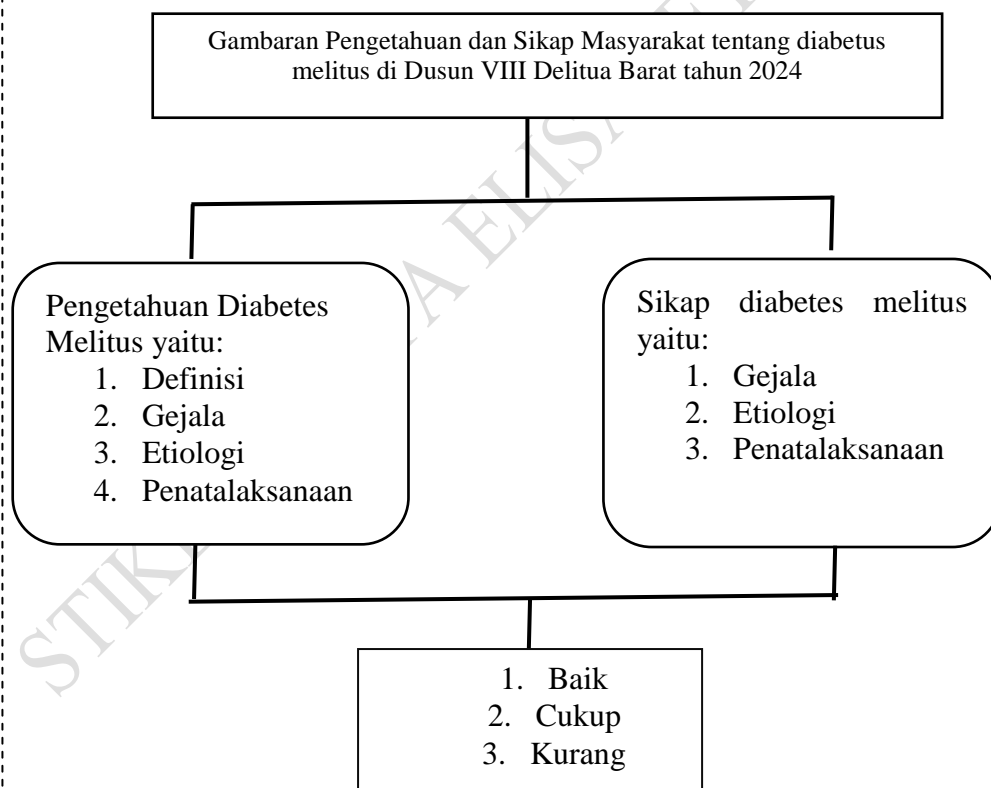 Gambaran Pengetahuan dan Sikap Masyarakat tentang diabetus
melitus di Dusun VIII Delitua Barat tahun 2024
Pengetahuan Diabetes
Melitus yaitu:
1. Definisi
2. Gejala
3. Etiologi
4. Penatalaksanaan
Sikap diabetes melitus
yaitu:
1. Gejala
2. Etiologi
3. Penatalaksanaan
1. Baik
2. Cukup
3. Kurang